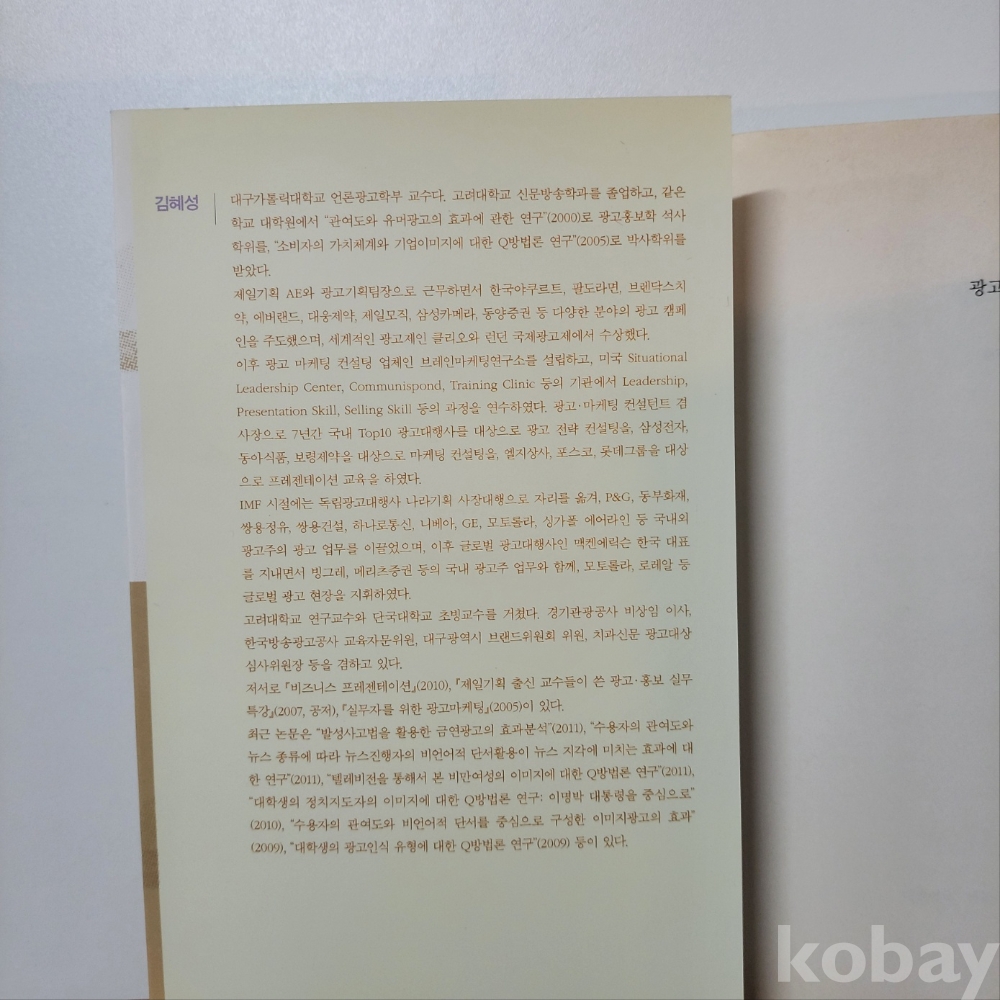 김혜성
대구가톨릭대학교 언론광고학부 교수다. 고려대학교 신문방송학과를 졸업하고, 같은
학교 대학원에서 "관여도와 유머광고의 효과에 관한 연구"(2000)로 광고홍보학 석사
학위를, "소비자의 가치체계와 기업이미지에 대한 Q방법론 연구"(2005)로 박사학위를
받았다.
제일기획 AE와 광고기획팀장으로 근무하면서 한국야쿠르트, 팔도라면, 브렌닥스치
약, 에버랜드, 대웅제약, 제일모직, 삼성카메라, 동양증권 등 다양한 분야의 광고 캠페
인을 주도했으며, 세계적인 광고제인 클리오와 런던 국제광고제에서 수상했다.
이후 광고 마케팅 컨설팅 업체인 브레인마케팅연구소를 설립하고, 미국 Situational
Leadership Center, Communispond, Training Clinic 등의 기관에서 Leadership,
Presentation Skill, Selling Skill 등의 과정을 연수하였다. 광고·마케팅 컨설턴트 겸
사장으로 7년간 국내 Top10 광고대행사를 대상으로 광고 전략 컨설팅을, 삼성전자,
동아식품, 보령제약을 대상으로 마케팅 컨설팅을, 엘지상사, 포스코, 롯데그룹을 대상
으로 프레젠테이션 교육을 하였다.
IMF 시절에는 독립광고대행사 나라기획 사장대행으로 자리를 옮겨, P&G, 동부화재,
쌍용정유, 쌍용건설, 하나로통신, 니베아, GE, 모토롤라, 싱가폴 에어라인 등 국내외
광고주의 광고 업무를 이끌었으며, 이후 글로벌 광고대행사인 맥켄에릭슨 한국 대표
를 지내면서 빙그레, 메리츠증권 등의 국내 광고주 업무와 함께, 모토롤라, 로레알 등
글로벌 광고 현장을 지휘하였다.
고려대학교 연구교수와 단국대학교 초빙교수를 거쳤다. 경기관광공사 비상임 이사,
한국방송광고공사 교육자문위원, 대구광역시 브랜드위원회 위원, 치과신문 광고대상
심사위원장 등을 겸하고 있다.
저서로 『비즈니스 프레젠테이션』(2010), 『제일기획 출신 교수들이 쓴 광고·홍보 실무
특강』(2007, 공저), 『실무자를 위한 광고마케팅』(2005)이 있다.
최근 논문은 "발성사고법을 활용한 금연광고의 효과분석"(2011), "수용자의 관여도와
뉴스 종류에 따라 뉴스진행자의 비언어적 단서활용이 뉴스 지각에 미치는 효과에 대
한 연구"(2011), "텔레비전을 통해서 본 비만여성의 이미지에 대한 Q방법론 연구"(2011),
"대학생의 정치지도자의 이미지에 대한 Q방법론 연구: 이명박 대통령을 중심으로"
(2010), "수용자의 관여도와 비언어적 단서를 중심으로 구성한 이미지광고의 효과"
(2009), "대학생의 광고인식 유형에 대한 Q방법론 연구"(2009) 등이 있다.
광고
kobay